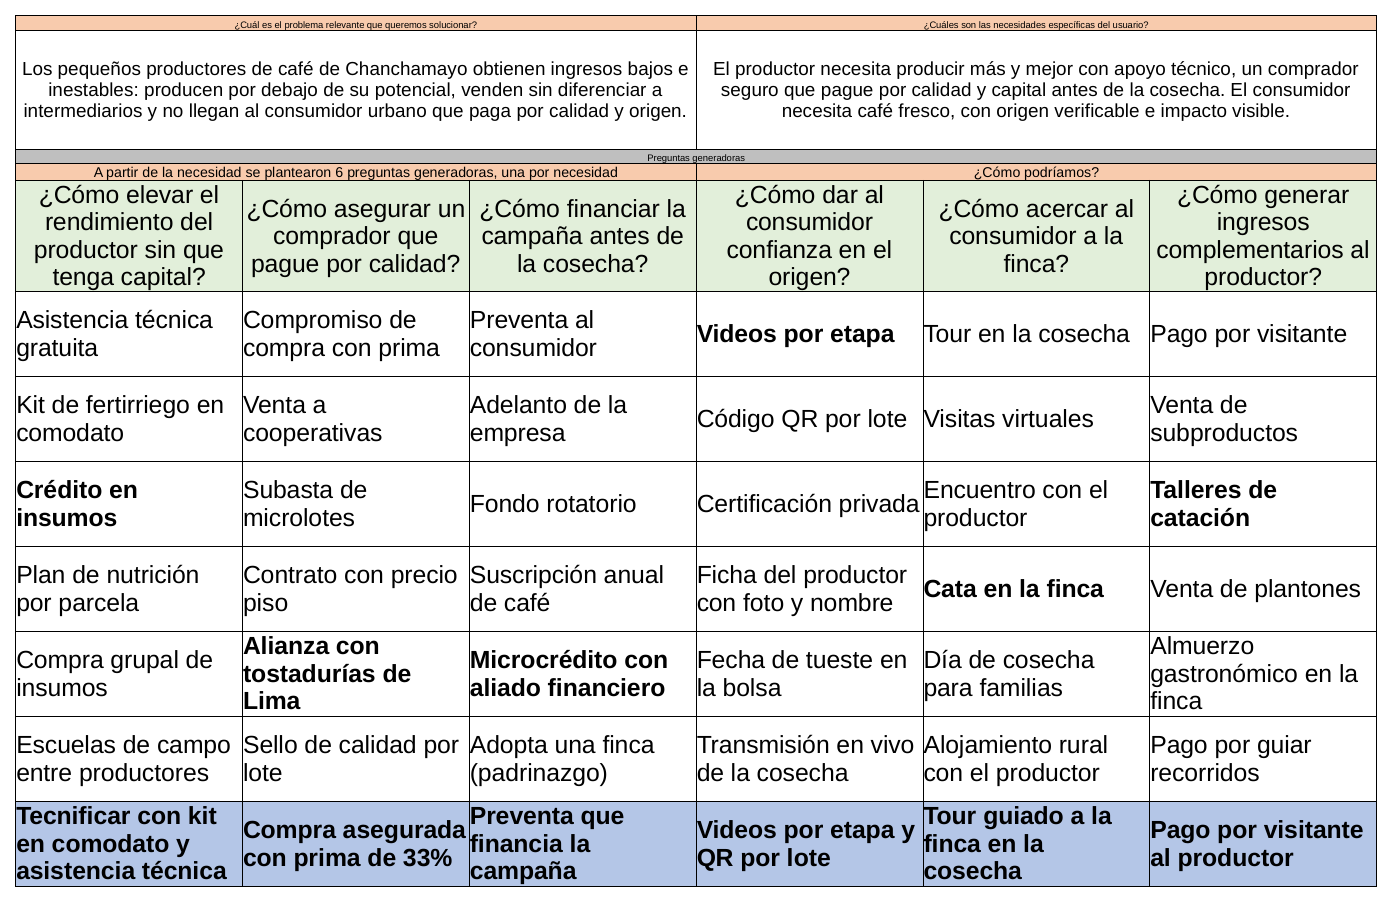 ¿Cuál es el problema relevante que queremos solucionar?
¿Cuáles son las necesidades específicas del usuario?
Los pequeños productores de café de Chanchamayo obtienen ingresos bajos e
inestables: producen por debajo de su potencial, venden sin diferenciar a
intermediarios y no llegan al consumidor urbano que paga por calidad y origen.
El productor necesita producir más y mejor con apoyo técnico, un comprador
seguro que pague por calidad y capital antes de la cosecha. El consumidor
necesita café fresco, con origen verificable e impacto visible.
Preguntas generadoras
A partir de la necesidad se plantearon 6 preguntas generadoras, una por necesidad
¿Cómo podríamos?
¿Cómo elevar el
rendimiento del
productor sin que
tenga capital?
¿Cómo asegurar un
comprador que
pague por calidad?
¿Cómo financiar la
campaña antes de
la cosecha?
¿Cómo dar al
consumidor
confianza en el
origen?
¿Cómo acercar al
consumidor a la
finca?
¿Cómo generar
ingresos
complementarios al
productor?
Asistencia técnica
gratuita
Compromiso de
compra con prima
Preventa al
consumidor
Videos por etapa
Tour en la cosecha
Pago por visitante
Kit de fertirriego en
comodato
Venta a
cooperativas
Adelanto de la
empresa
Código QR por lote
Visitas virtuales
Venta de
subproductos
Crédito en
insumos
Subasta de
microlotes
Fondo rotatorio
Certificación privada
Encuentro con el
productor
Talleres de
catación
Plan de nutrición
por parcela
Contrato con precio
piso
Suscripción anual
de café
Ficha del productor
con foto y nombre
Cata en la finca
Venta de plantones
Compra grupal de
insumos
Alianza con
tostadurías de
Lima
Microcrédito con
aliado financiero
Fecha de tueste en
la bolsa
Día de cosecha
para familias
Almuerzo
gastronómico en la
finca
Escuelas de campo
entre productores
Sello de calidad por
lote
Adopta una finca
(padrinazgo)
Transmisión en vivo
de la cosecha
Alojamiento rural
con el productor
Pago por guiar
recorridos
Tecnificar con kit
en comodato y
asistencia técnica
Compra asegurada
con prima de 33%
Preventa que
financia la
campaña
Videos por etapa y
QR por lote
Tour guiado a la
finca en la
cosecha
Pago por visitante
al productor